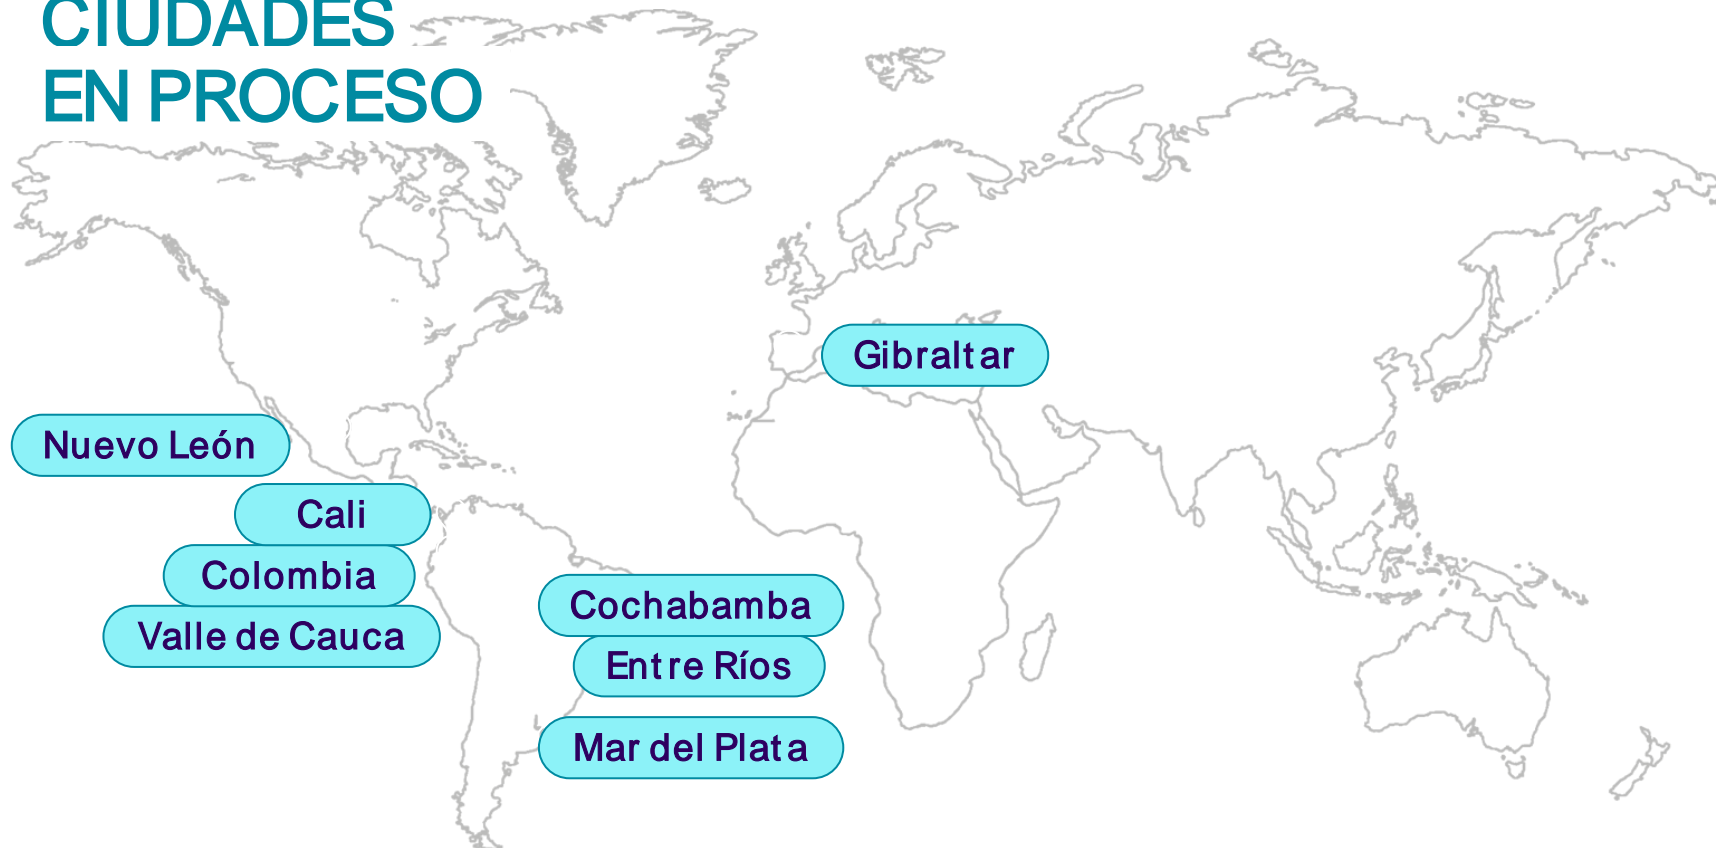 CIUDADES
EN PROCESO
Gibraltar
Nuevo León
Cali
Colombia
Valle de Cauca
Cochabamba
Entre Ríos
Mar del Plata